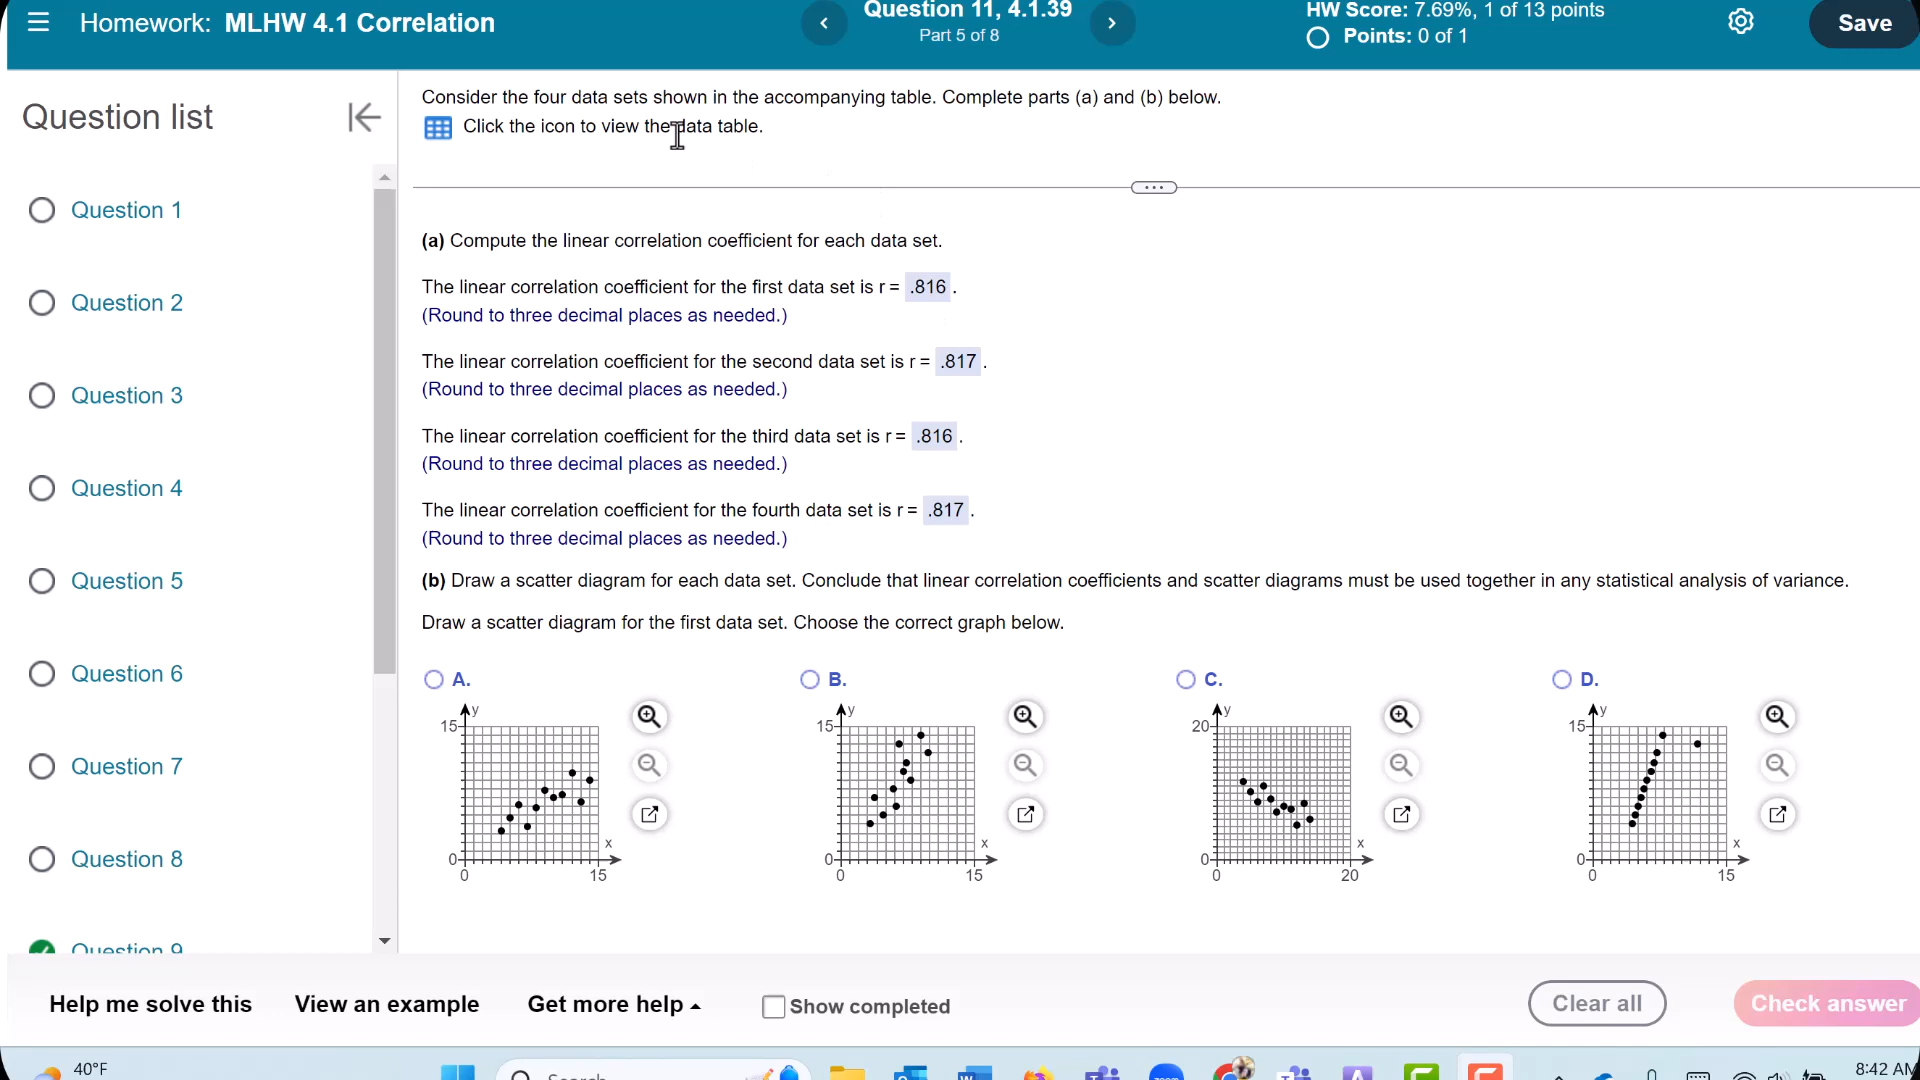 Homework: MLHW 4.1 Correlation
Question 11, 4.1.39
Part 5 of 8
HW Score: 7.69%, 1 of 13 points
Points: 0 of 1
Save
Question list
Question 1
Question 2
Question 3
Question 4
Question 5
Question 6
Question 7
Question 8
Question 9
Consider the four data sets shown in the accompanying table. Complete parts (a) and (b) below.
Click the icon to view the data table.
(a) Compute the linear correlation coefficient for each data set.
The linear correlation coefficient for the first data set is r = .816 .
(Round to three decimal places as needed.)
The linear correlation coefficient for the second data set is r = .817 .
(Round to three decimal places as needed.)
The linear correlation coefficient for the third data set is r = .816 .
(Round to three decimal places as needed.)
The linear correlation coefficient for the fourth data set is r = .817 .
(Round to three decimal places as needed.)
(b) Draw a scatter diagram for each data set. Conclude that linear correlation coefficients and scatter diagrams must be used together in any statistical analysis of variance.
Draw a scatter diagram for the first data set. Choose the correct graph below.
A.
y
15
x
0
0
15
B.
y
15
x
0
0
15
C.
y
20
x
0
0
20
D.
y
15
x
0
0
15
Help me solve this
View an example
Get more help
Show completed
Clear all
Check answer
40°F
Search
zoom
8:42 AM